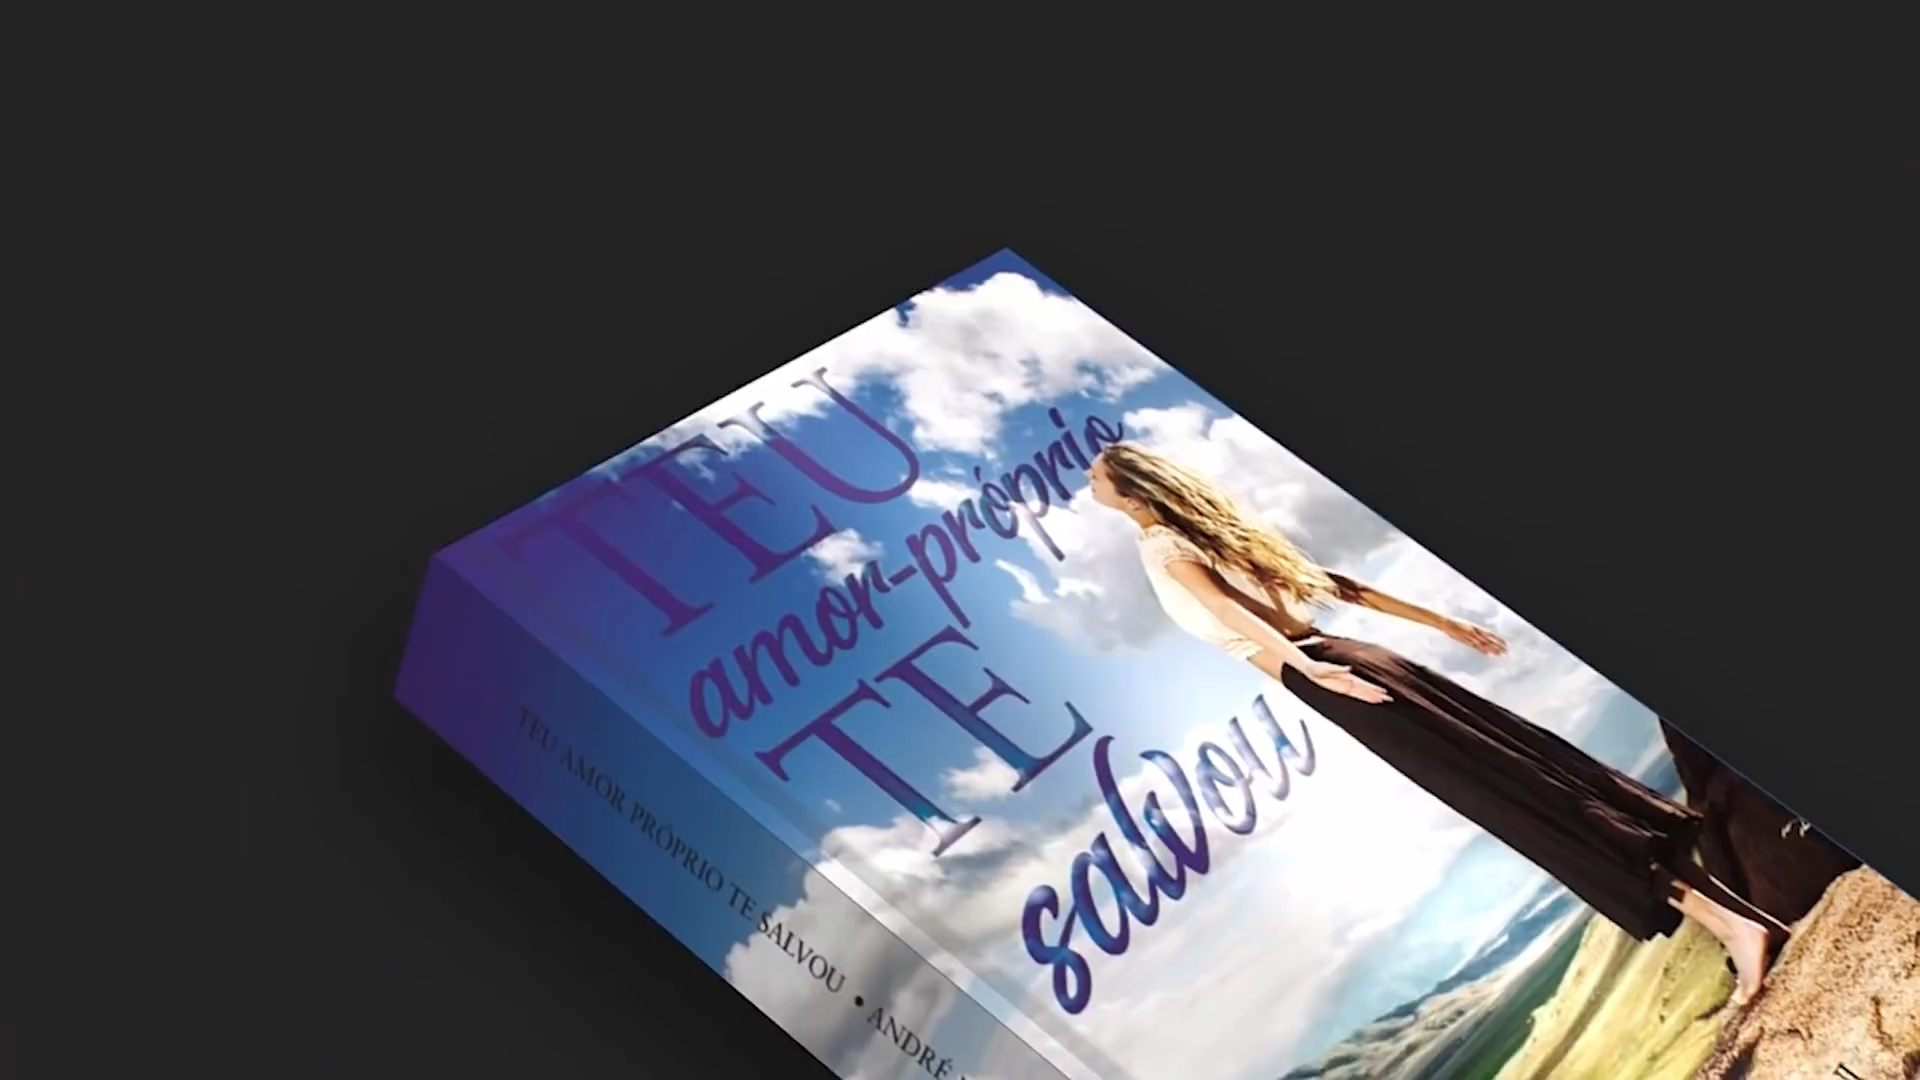 TEU
amor-próprio
TE
salvou
TEU AMOR PRÓPRIO TE SALVOU • ANDRÉ